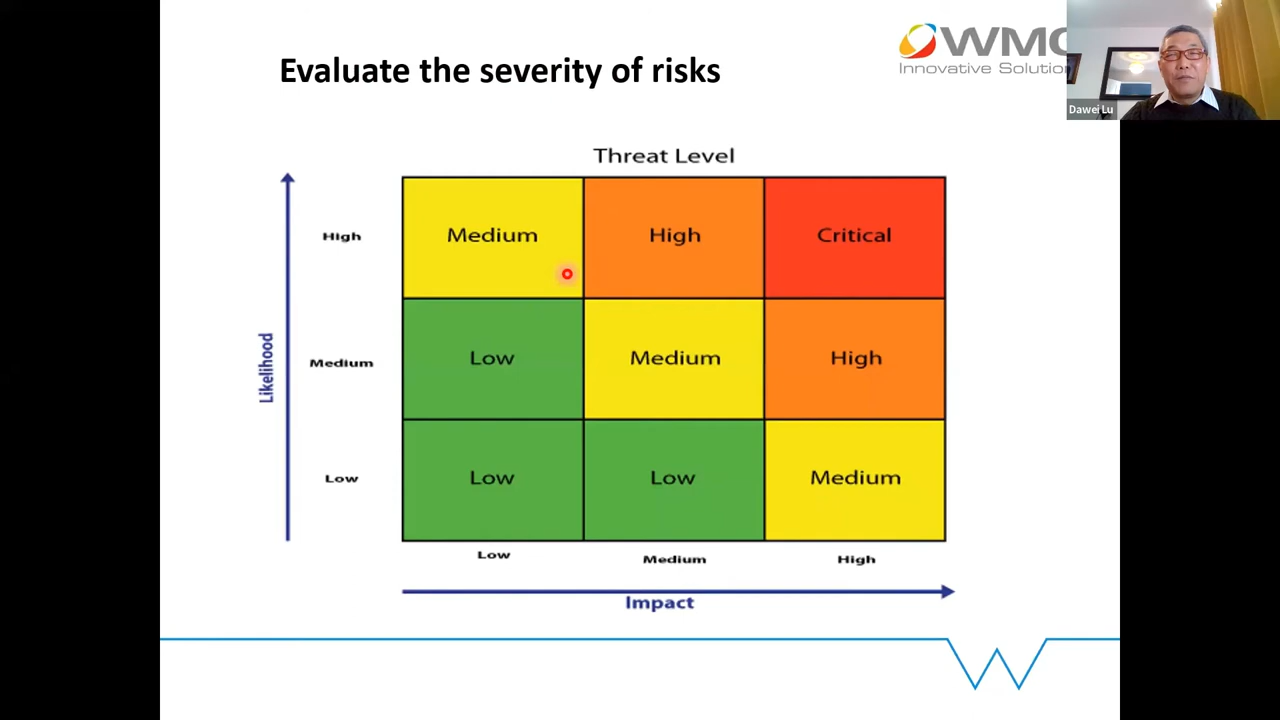 Evaluate the severity of risks
WMG
Innovative Solution
Dawei Lu
Threat Level
High
Medium
High
Critical
Likelihood
Medium
Low
Medium
High
Low
Low
Low
Medium
Low
Medium
High
Impact